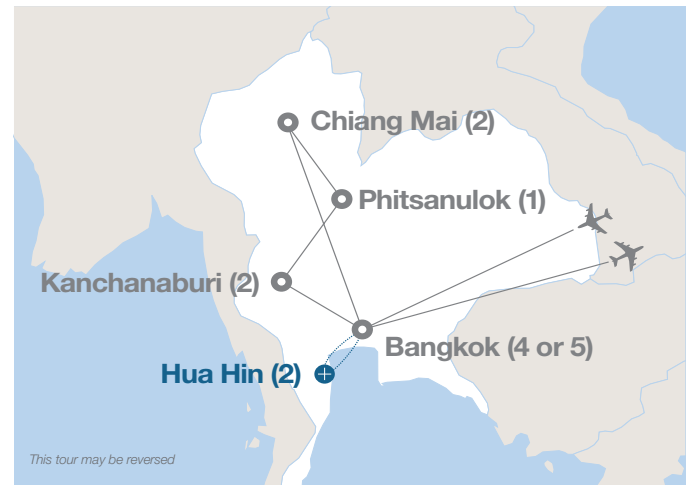 Chiang Mai (2)
Phitsanulok (1)
Kanchanaburi (2)
Bangkok (4 or 5)
Hua Hin (2)
This tour may be reversed